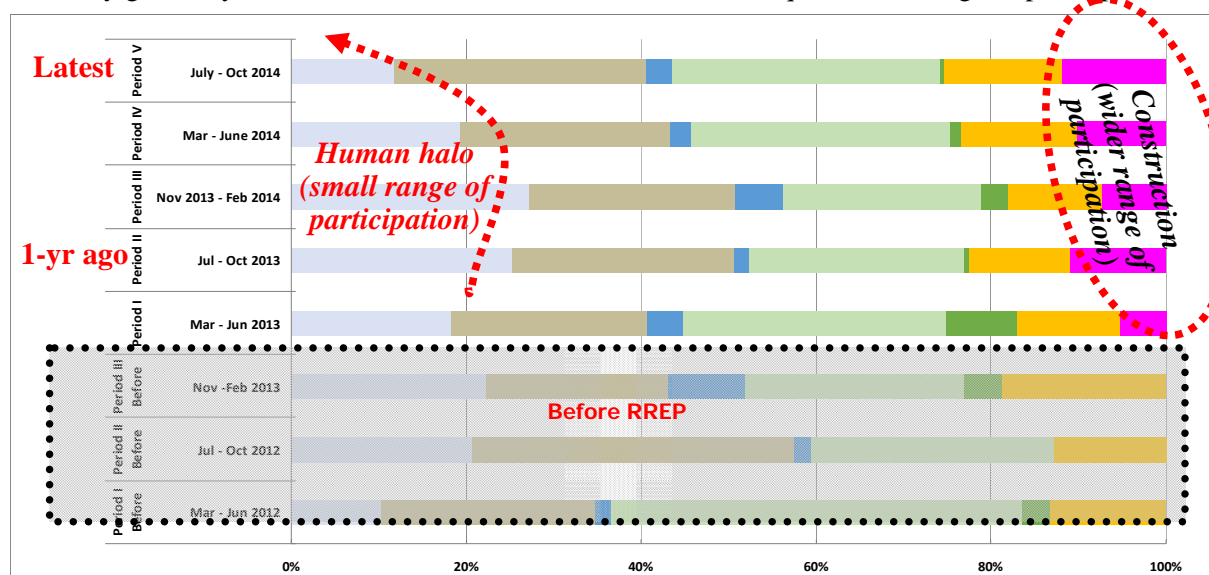 Latest
Period V
July - Oct 2014
Period IV
Mar - June 2014
Period III
Nov 2013 - Feb 2014
1-yr ago
Period II
Jul - Oct 2013
Period I
Mar - Jun 2013
Human halo
(small range of
participation)
Construction
(wider range of
participation)
Period III
Before
Nov -Feb 2013
Before RREP
Period II
Before
Jul - Oct 2012
Period I
Before
Mar - Jun 2012
0%
20%
40%
60%
80%
100%